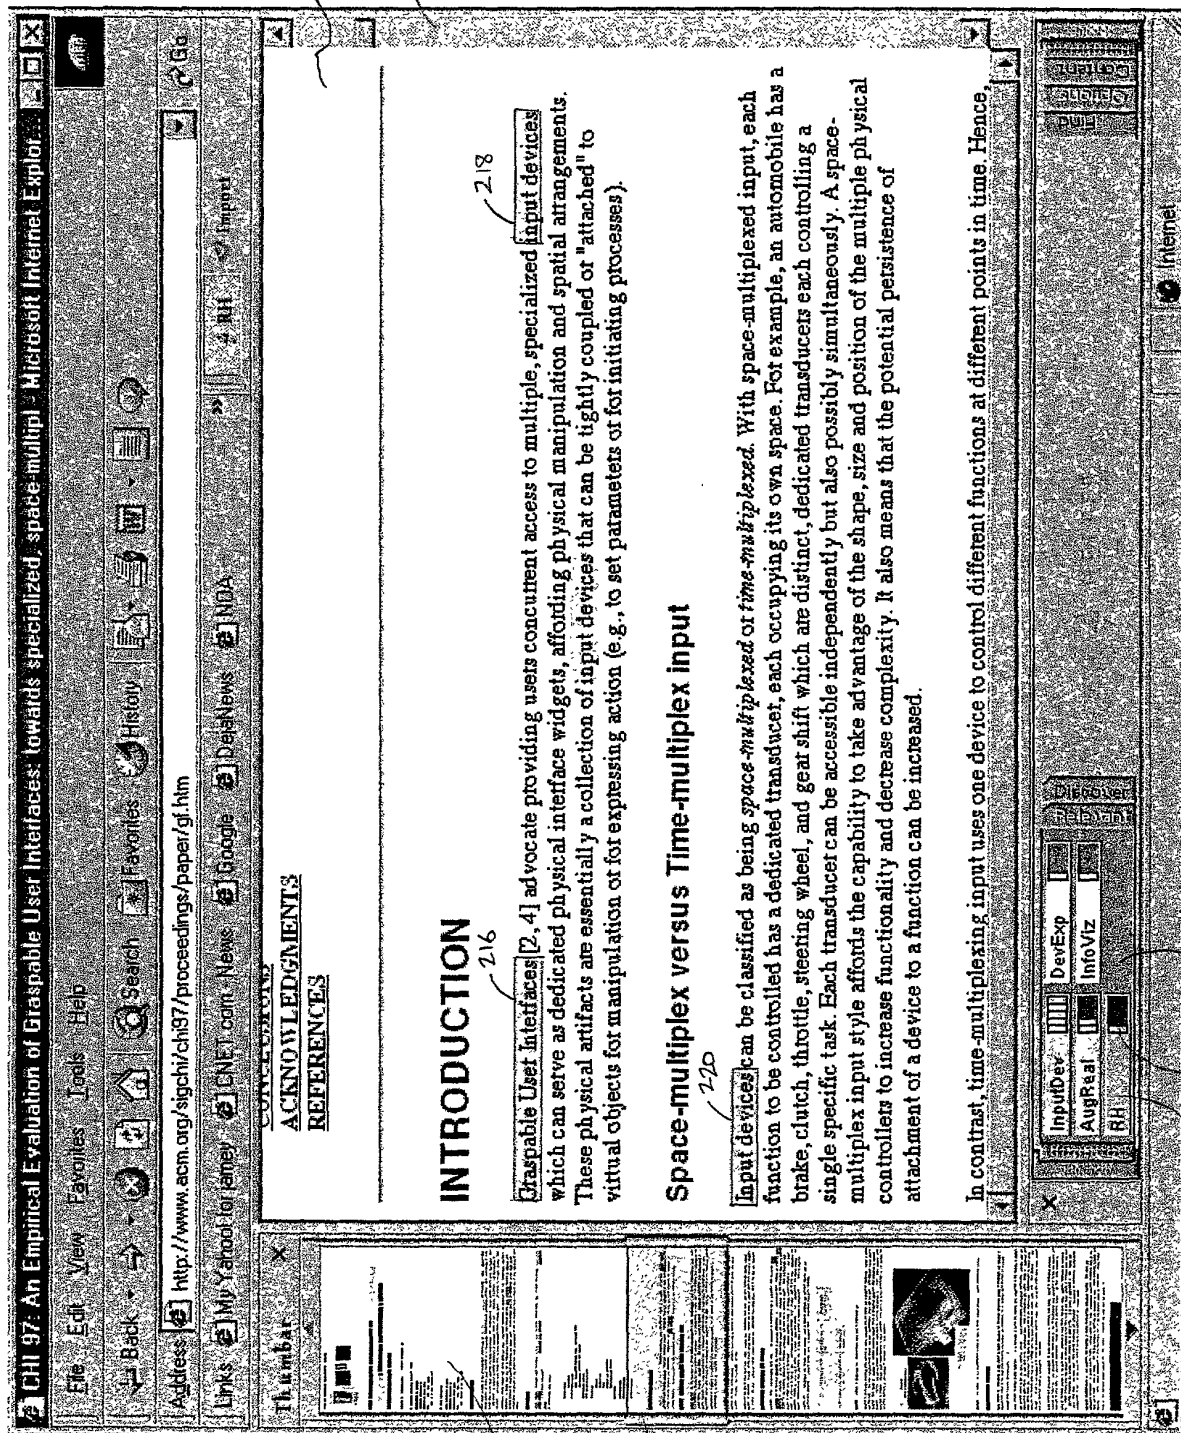 CHI 97: An Empirical Evaluation of Graspable User Interfaces: towards specialized, space-multipl - Microsoft Internet Explor...
File Edit View Favorites Tools Help
Back Search Favorites History
Address http://www.acm.org/sigchi/chi97/proceedings/paper/gf.htm Go
Links My Yahoo! for jamey CNET.com - News Google DejaNews NDA » RH Import
Thumbar
CONCLUSIONS
ACKNOWLEDGMENTS
REFERENCES
INTRODUCTION
216
218
Graspable User Interfaces [2, 4] advocate providing users concurrent access to multiple, specialized input devices
which can serve as dedicated physical interface widgets, affording physical manipulation and spatial arrangements.
These physical artifacts are essentially a collection of input devices that can be tightly coupled or "attached" to
virtual objects for manipulation or for expressing action (e.g., to set parameters or for initiating processes).
Space-multiplex versus Time-multiplex input
220
Input devices can be classified as being space-multiplexed or time-multiplexed. With space-multiplexed input, each
function to be controlled has a dedicated transducer, each occupying its own space. For example, an automobile has a
brake, clutch, throttle, steering wheel, and gear shift which are distinct, dedicated transducers each controlling a
single specific task. Each transducer can be accessible independently but also possibly simultaneously. A space-
multiplex input style affords the capability to take advantage of the shape, size and position of the multiple physical
controllers to increase functionality and decrease complexity. It also means that the potential persistence of
attachment of a device to a function can be increased.
In contrast, time-multiplexing input uses one device to control different functions at different points in time. Hence,
InputDev DevExp
AugReal InfoViz
RH
Relevant
Discover
Find
Options
Content
Internet